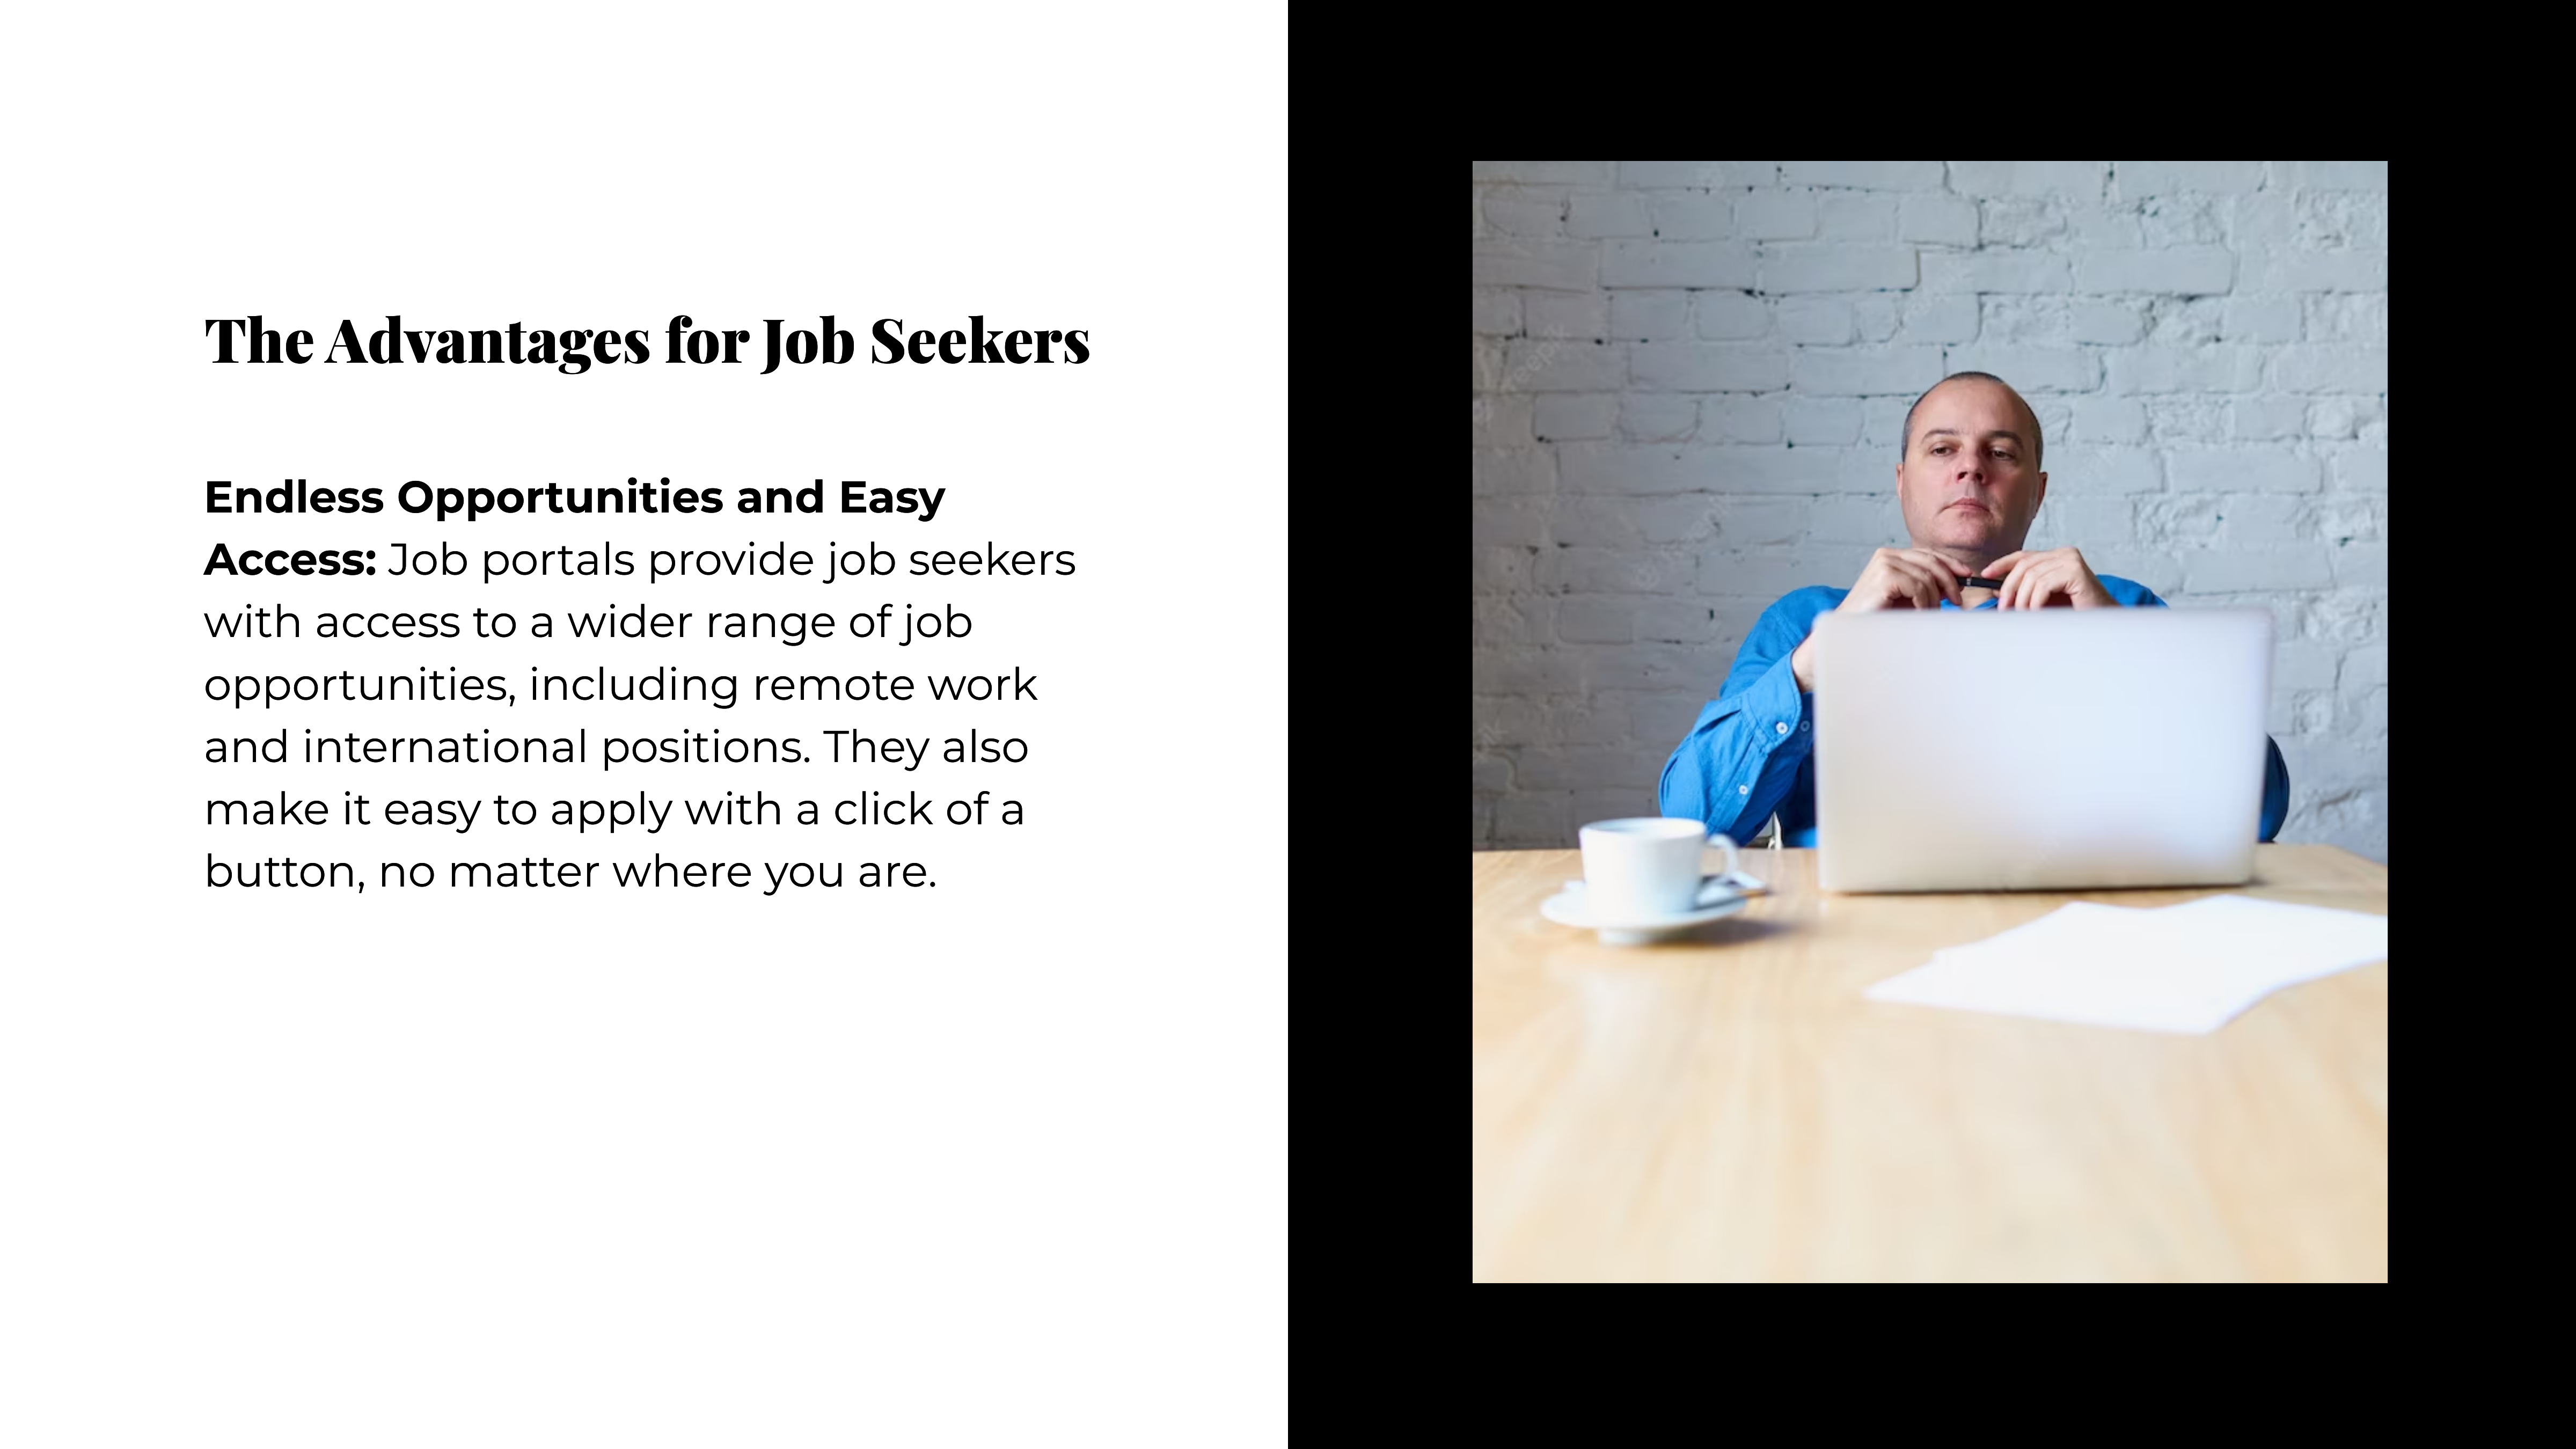 The Advantages for Job Seekers
Endless Opportunities and Easy
Access: Job portals provide job seekers
with access to a wider range of job
opportunities, including remote work
and international positions. They also
make it easy to apply with a click of a
button, no matter where you are.